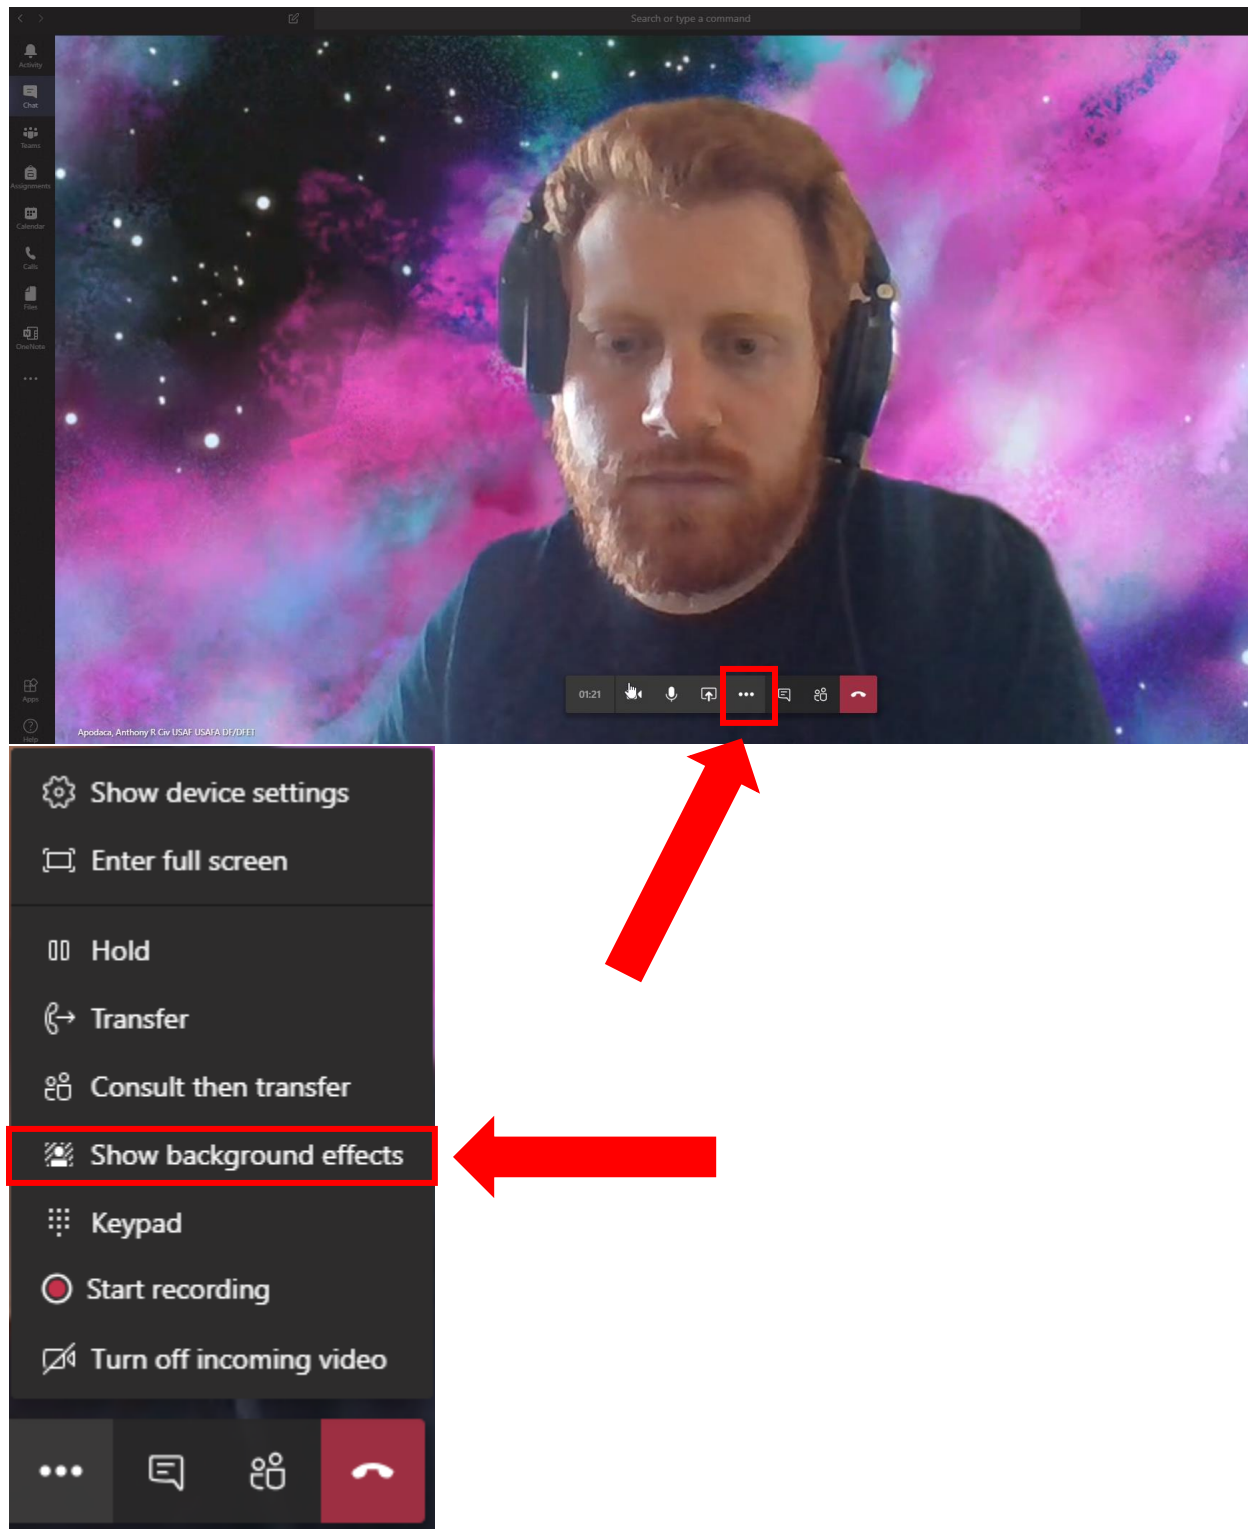 Search or type a command
Activity
Chat
Teams
Assignments
Calendar
Calls
Files
OneNote
Apps
Help
01:21
Apodaca, Anthony R Civ USAF USAFA DF/DFET
Show device settings
Enter full screen
Hold
Transfer
Consult then transfer
Show background effects
Keypad
Start recording
Turn off incoming video